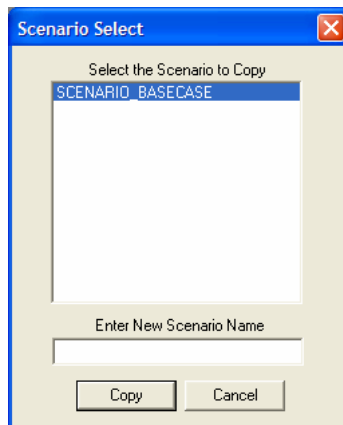 Scenario Select
Select the Scenario to Copy
SCENARIO_BASECASE
Enter New Scenario Name
Copy Cancel